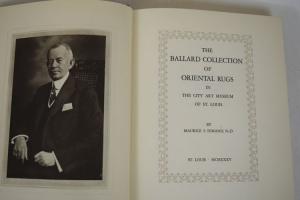 THE
BALLARD COLLECTION
OF
ORIENTAL RUGS
IN
THE CITY ART MUSEUM
OF ST. LOUIS
BY
MAURICE S. DIMAND, PH.D.
ST. LOUIS · MCMXXXV